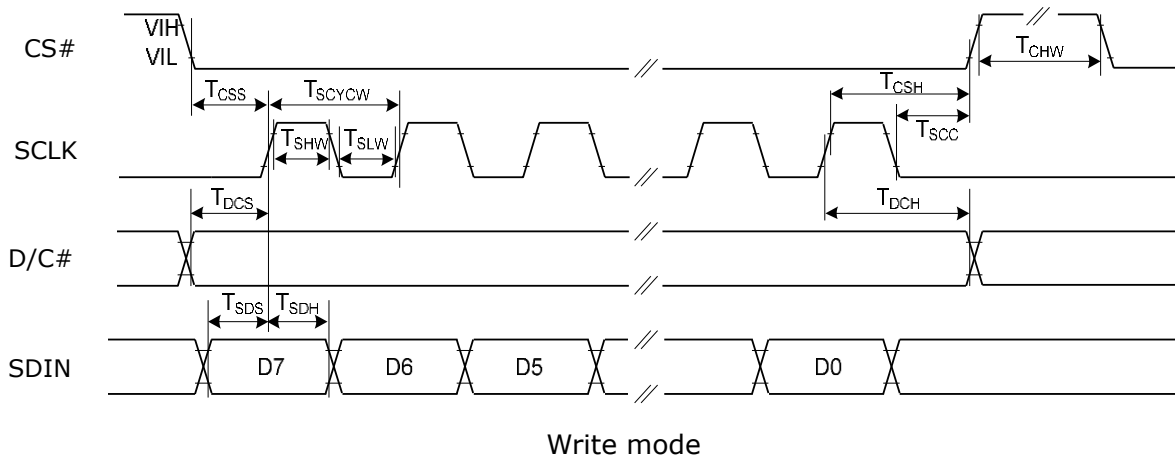 CS#
VIH
VIL
TCHW
TCSS
TSCYCW
TCSH
SCLK
TSHW
TSLW
TSCC
TDCS
TDCH
D/C#
TSDS
TSDH
SDIN
D7
D6
D5
D0
Write mode